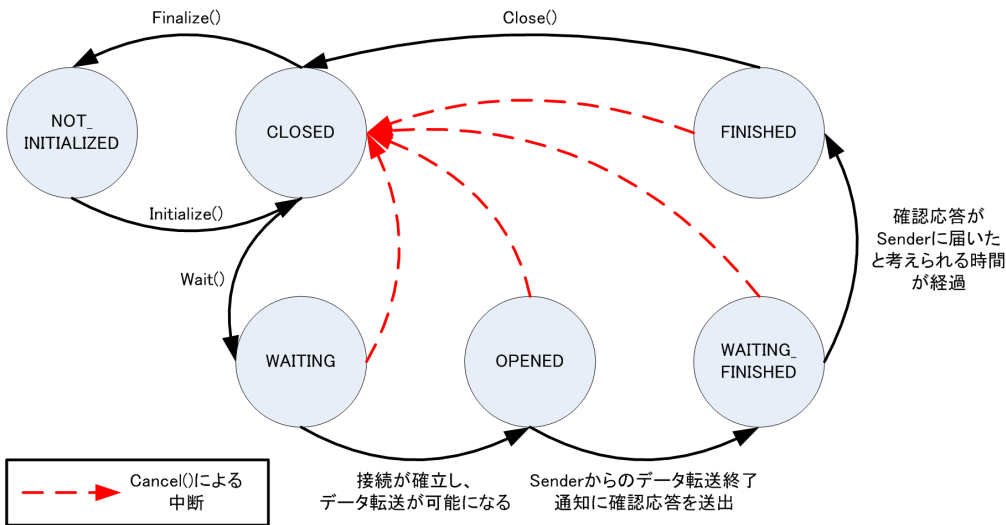 Finalize()
Close()
NOT_
INITIALIZED
CLOSED
FINISHED
Initialize()
確認応答が
Senderに届いた
と考えられる時間
が経過
Wait()
WAITING
OPENED
WAITING_
FINISHED
Cancel()による
中断
接続が確立し、
データ転送が可能になる
Senderからのデータ転送終了
通知に確認応答を送出